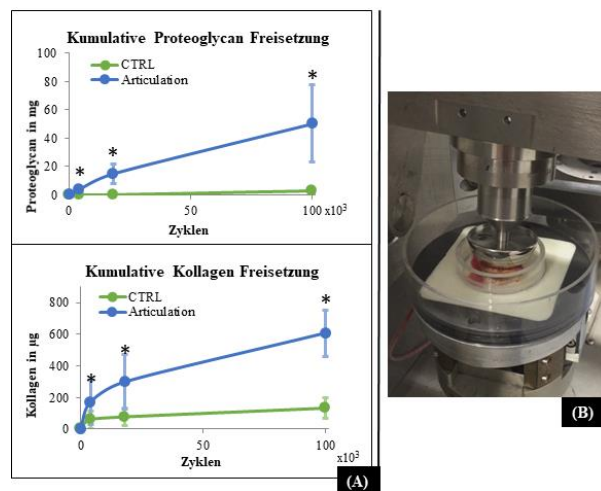 Kumulative Proteoglycan Freisetzung
Proteoglycan in mg
100
80
60
40
20
0
CTRL
Articulation
*
*
*
0
50
100 x10³
Zyklen
Kumulative Kollagen Freisetzung
Kollagen in µg
800
600
400
200
0
CTRL
Articulation
*
*
*
0
50
100
x10³
Zyklen
(A)
(B)